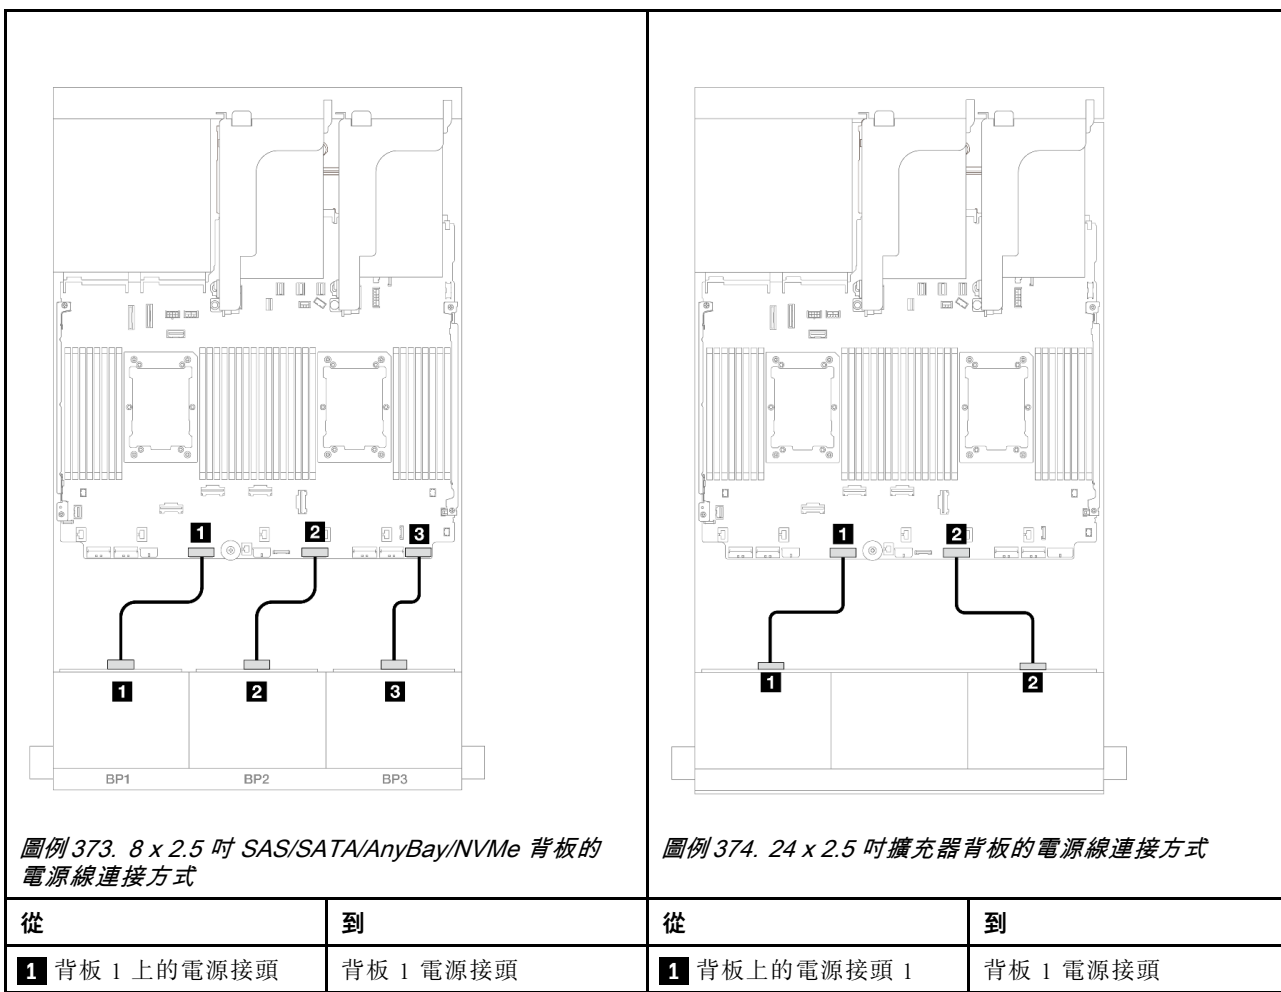 1
2
3
1
2
3
BP1
BP2
BP3
圖例 373. 8 x 2.5 吋 SAS/SATA/AnyBay/NVMe 背板的
電源線連接方式
1
2
1
2
圖例 374. 24 x 2.5 吋擴充器背板的電源線連接方式
從
到
從
到
1 背板 1 上的電源接頭
背板 1 電源接頭
1 背板上的電源接頭 1
背板 1 電源接頭